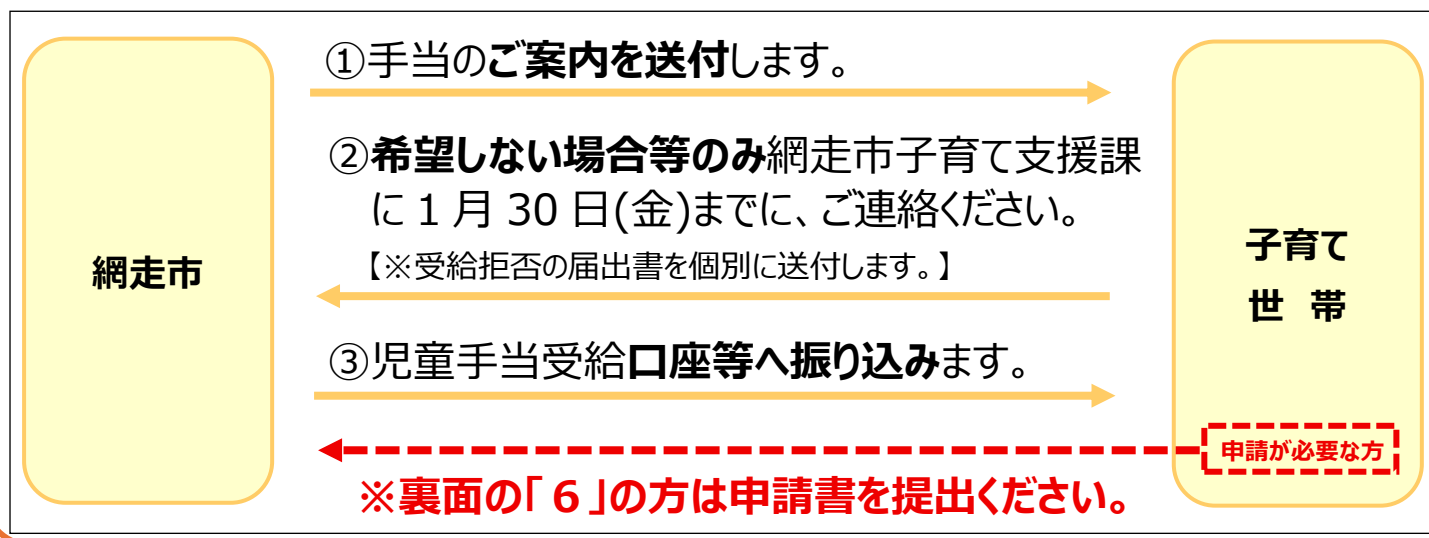 ①手当のご案内を送付します。
②希望しない場合等のみ網走市子育て支援課
に1月30日(金)までに、ご連絡ください。
【※受給拒否の届出書を個別に送付します。】
網走市
子育て
世 帯
③児童手当受給口座等へ振り込みます。
申請が必要な方
※裏面の「6」の方は申請書を提出ください。